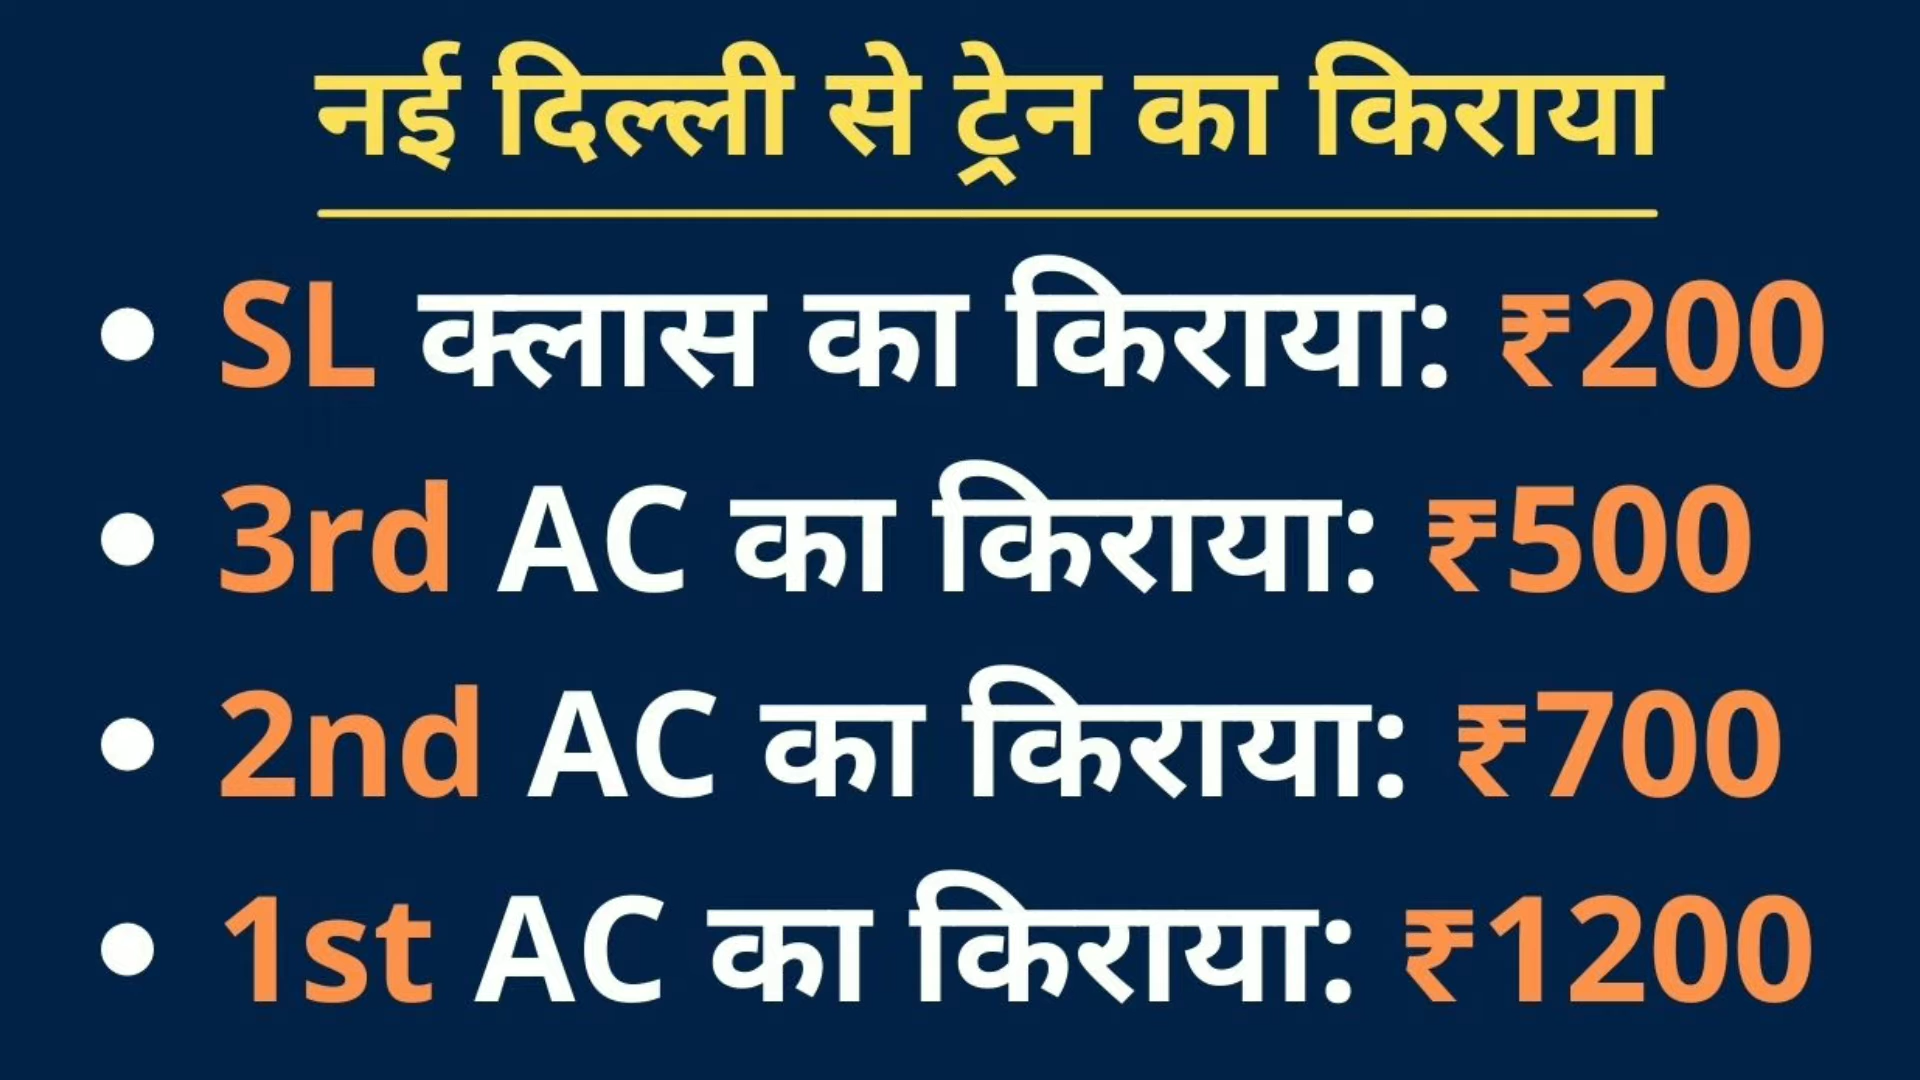 नई दिल्ली से ट्रेन का किराया
• SL क्लास का किराया: ₹200
• 3rd AC का किराया: ₹500
• 2nd AC का किराया: ₹700
• 1st AC का किराया: ₹1200